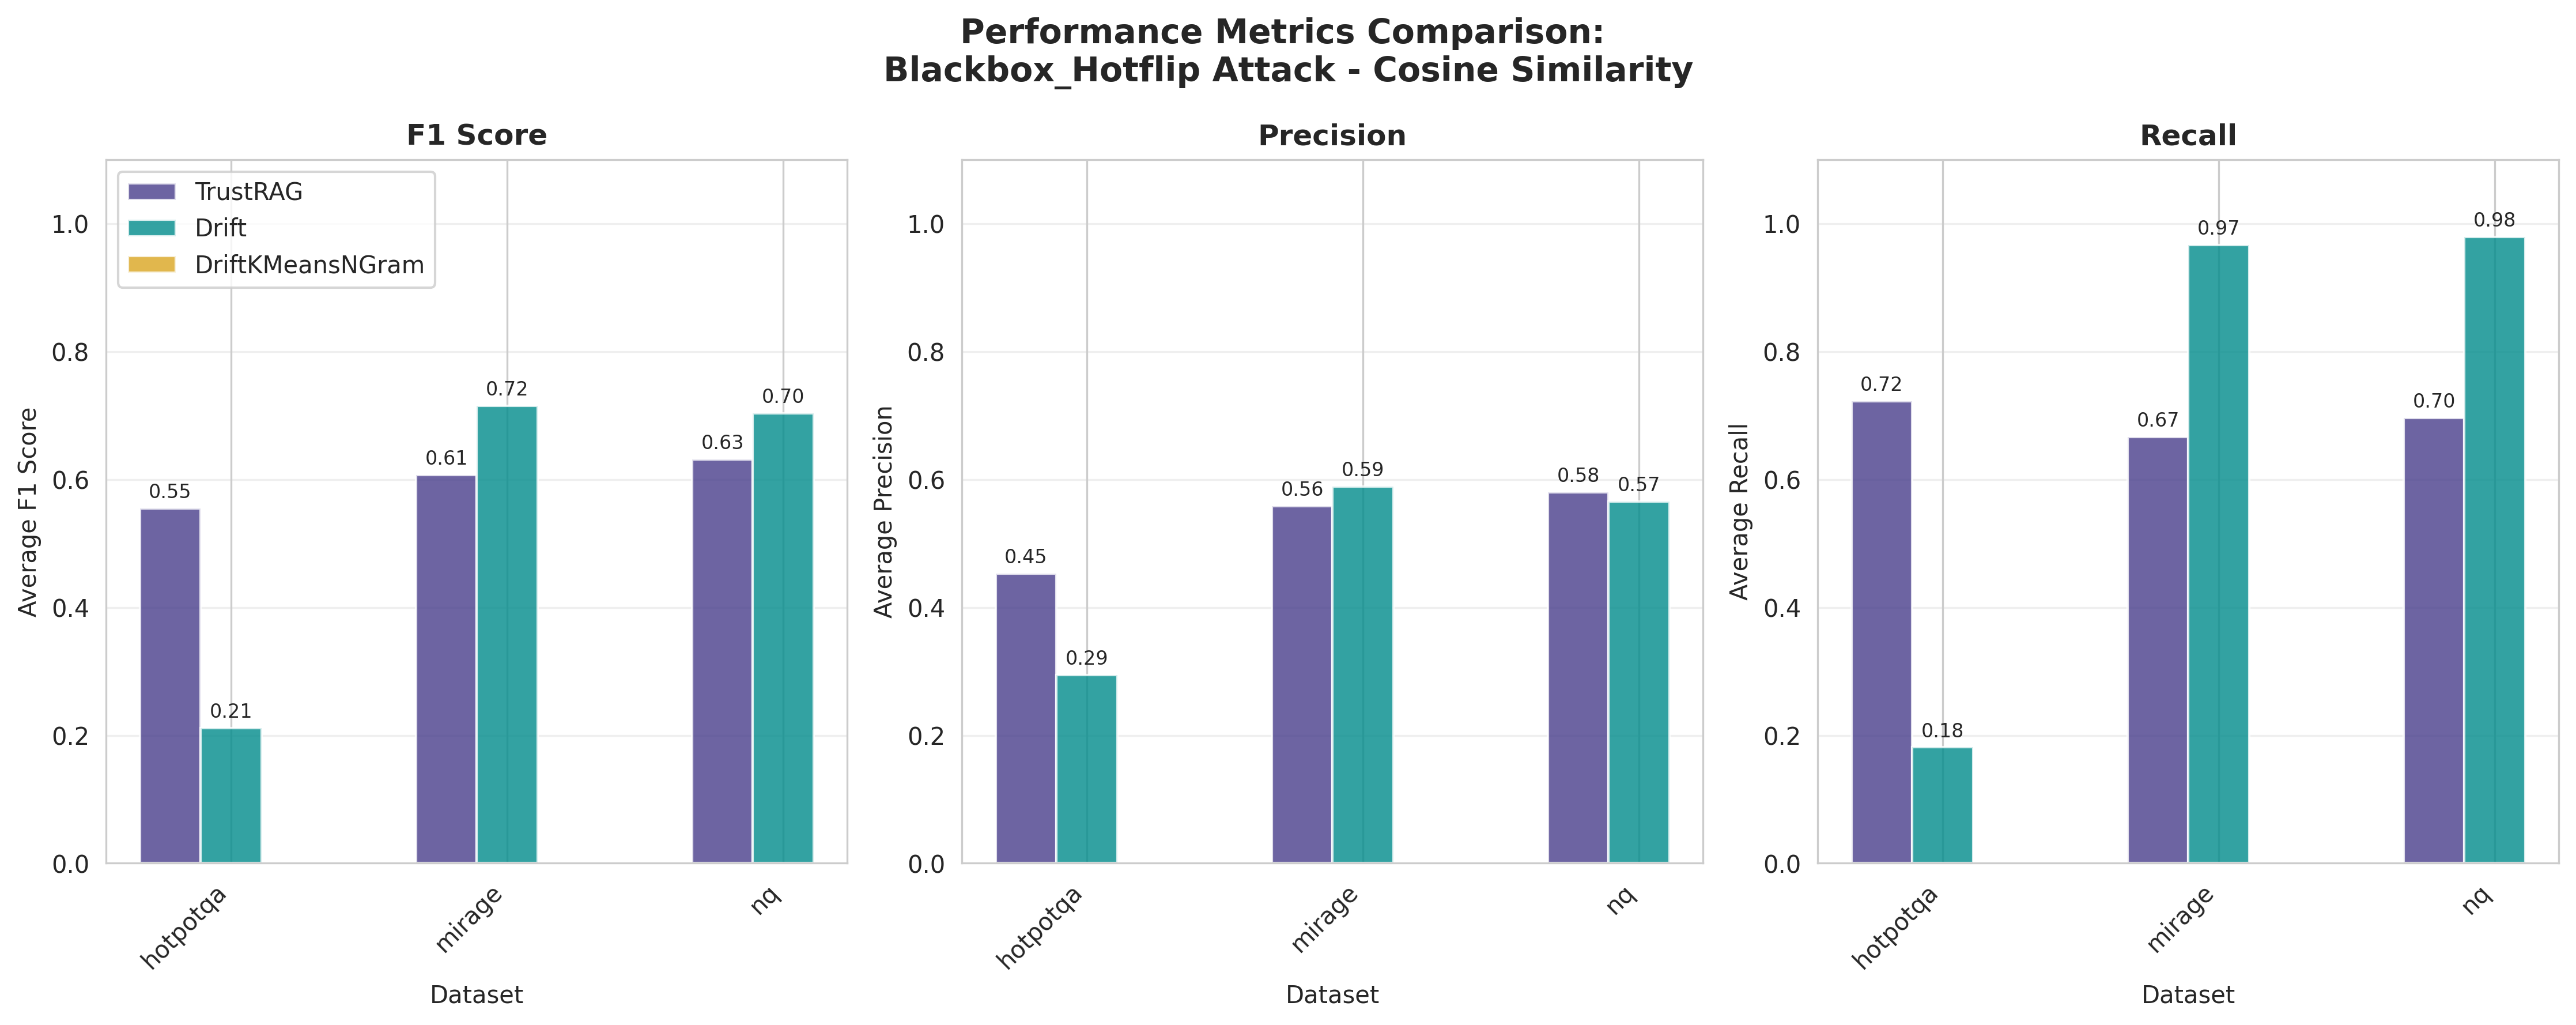 Performance Metrics Comparison:
Blackbox_Hotflip Attack - Cosine Similarity
F1 Score
TrustRAG
Drift
DriftKMeansNGram
Average F1 Score
1.0
0.8
0.6
0.4
0.2
0.0
0.55
0.21
0.61
0.72
0.63
0.70
hotpotqa
mirage
nq
Dataset
Precision
Average Precision
1.0
0.8
0.6
0.4
0.2
0.0
0.45
0.29
0.56
0.59
0.58
0.57
hotpotqa
mirage
nq
Dataset
Recall
Average Recall
1.0
0.8
0.6
0.4
0.2
0.0
0.72
0.18
0.67
0.97
0.70
0.98
hotpotqa
mirage
nq
Dataset